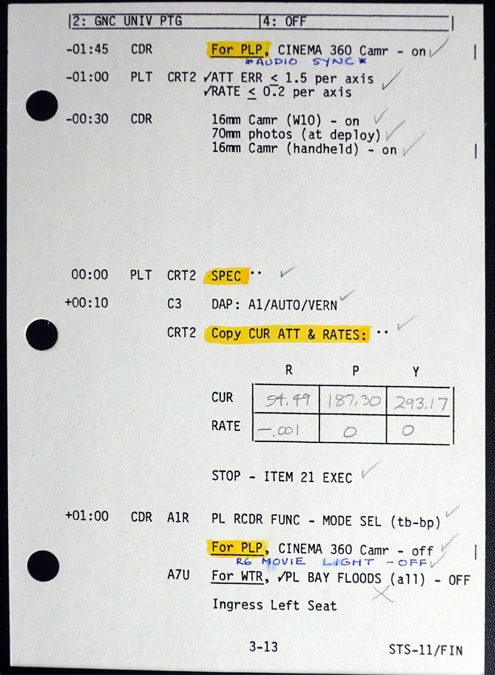 2: GNC UNIV PTG 4: OFF
-01:45 CDR For PLP, CINEMA 360 Camr - on ✓
*AUDIO SYNC*
-01:00 PLT CRT2 ✓ATT ERR ≤ 1.5 per axis ✓
✓RATE ≤ 0.2 per axis
-00:30 CDR 16mm Camr (W10) - on ✓
70mm photos (at deploy) ✓
16mm Camr (handheld) - on ✓
00:00 PLT CRT2 SPEC .. ✓
+00:10 C3 DAP: A1/AUTO/VERN ✓
CRT2 Copy CUR ATT & RATES: .. ✓
R P Y
CUR 54.49 187.30 293.17
RATE -.001 0 0
STOP - ITEM 21 EXEC ✓
+01:00 CDR A1R PL RCDR FUNC - MODE SEL (tb-bp) ✓
For PLP, CINEMA 360 Camr - off ✓
R6 MOVIE LIGHT - OFF ✓
A7U For WTR, ✓PL BAY FLOODS (all) - OFF
Ingress Left Seat
3-13 STS-11/FIN